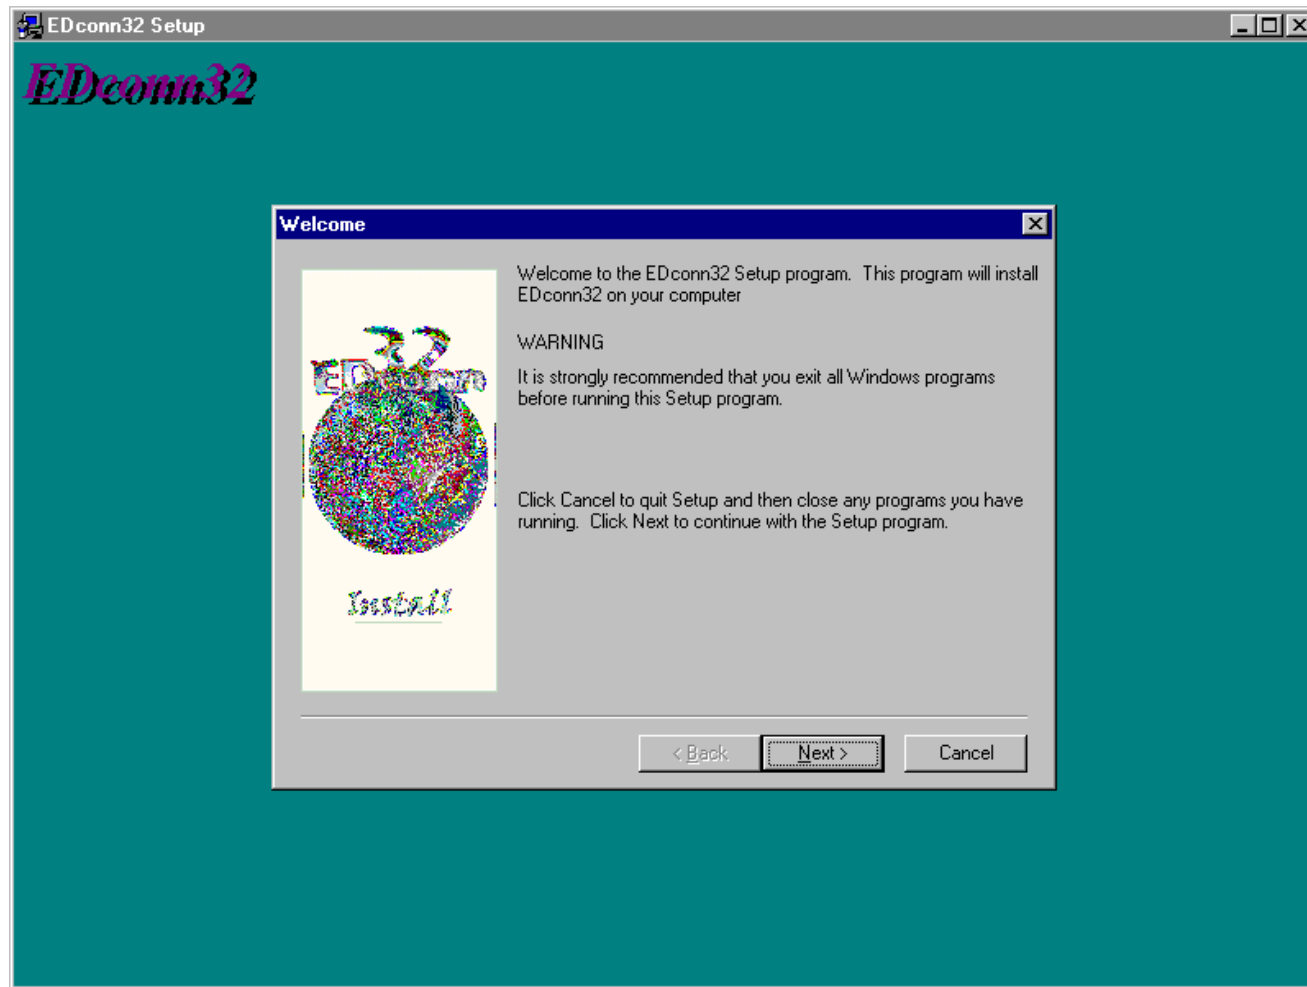 EDconn32 Setup
EDconn32
Welcome
Welcome to the EDconn32 Setup program.  This program will install
EDconn32 on your computer
WARNING
It is strongly recommended that you exit all Windows programs
before running this Setup program.
32
EDconn
Click Cancel to quit Setup and then close any programs you have
running.  Click Next to continue with the Setup program.
Install
< Back
Next >
Cancel